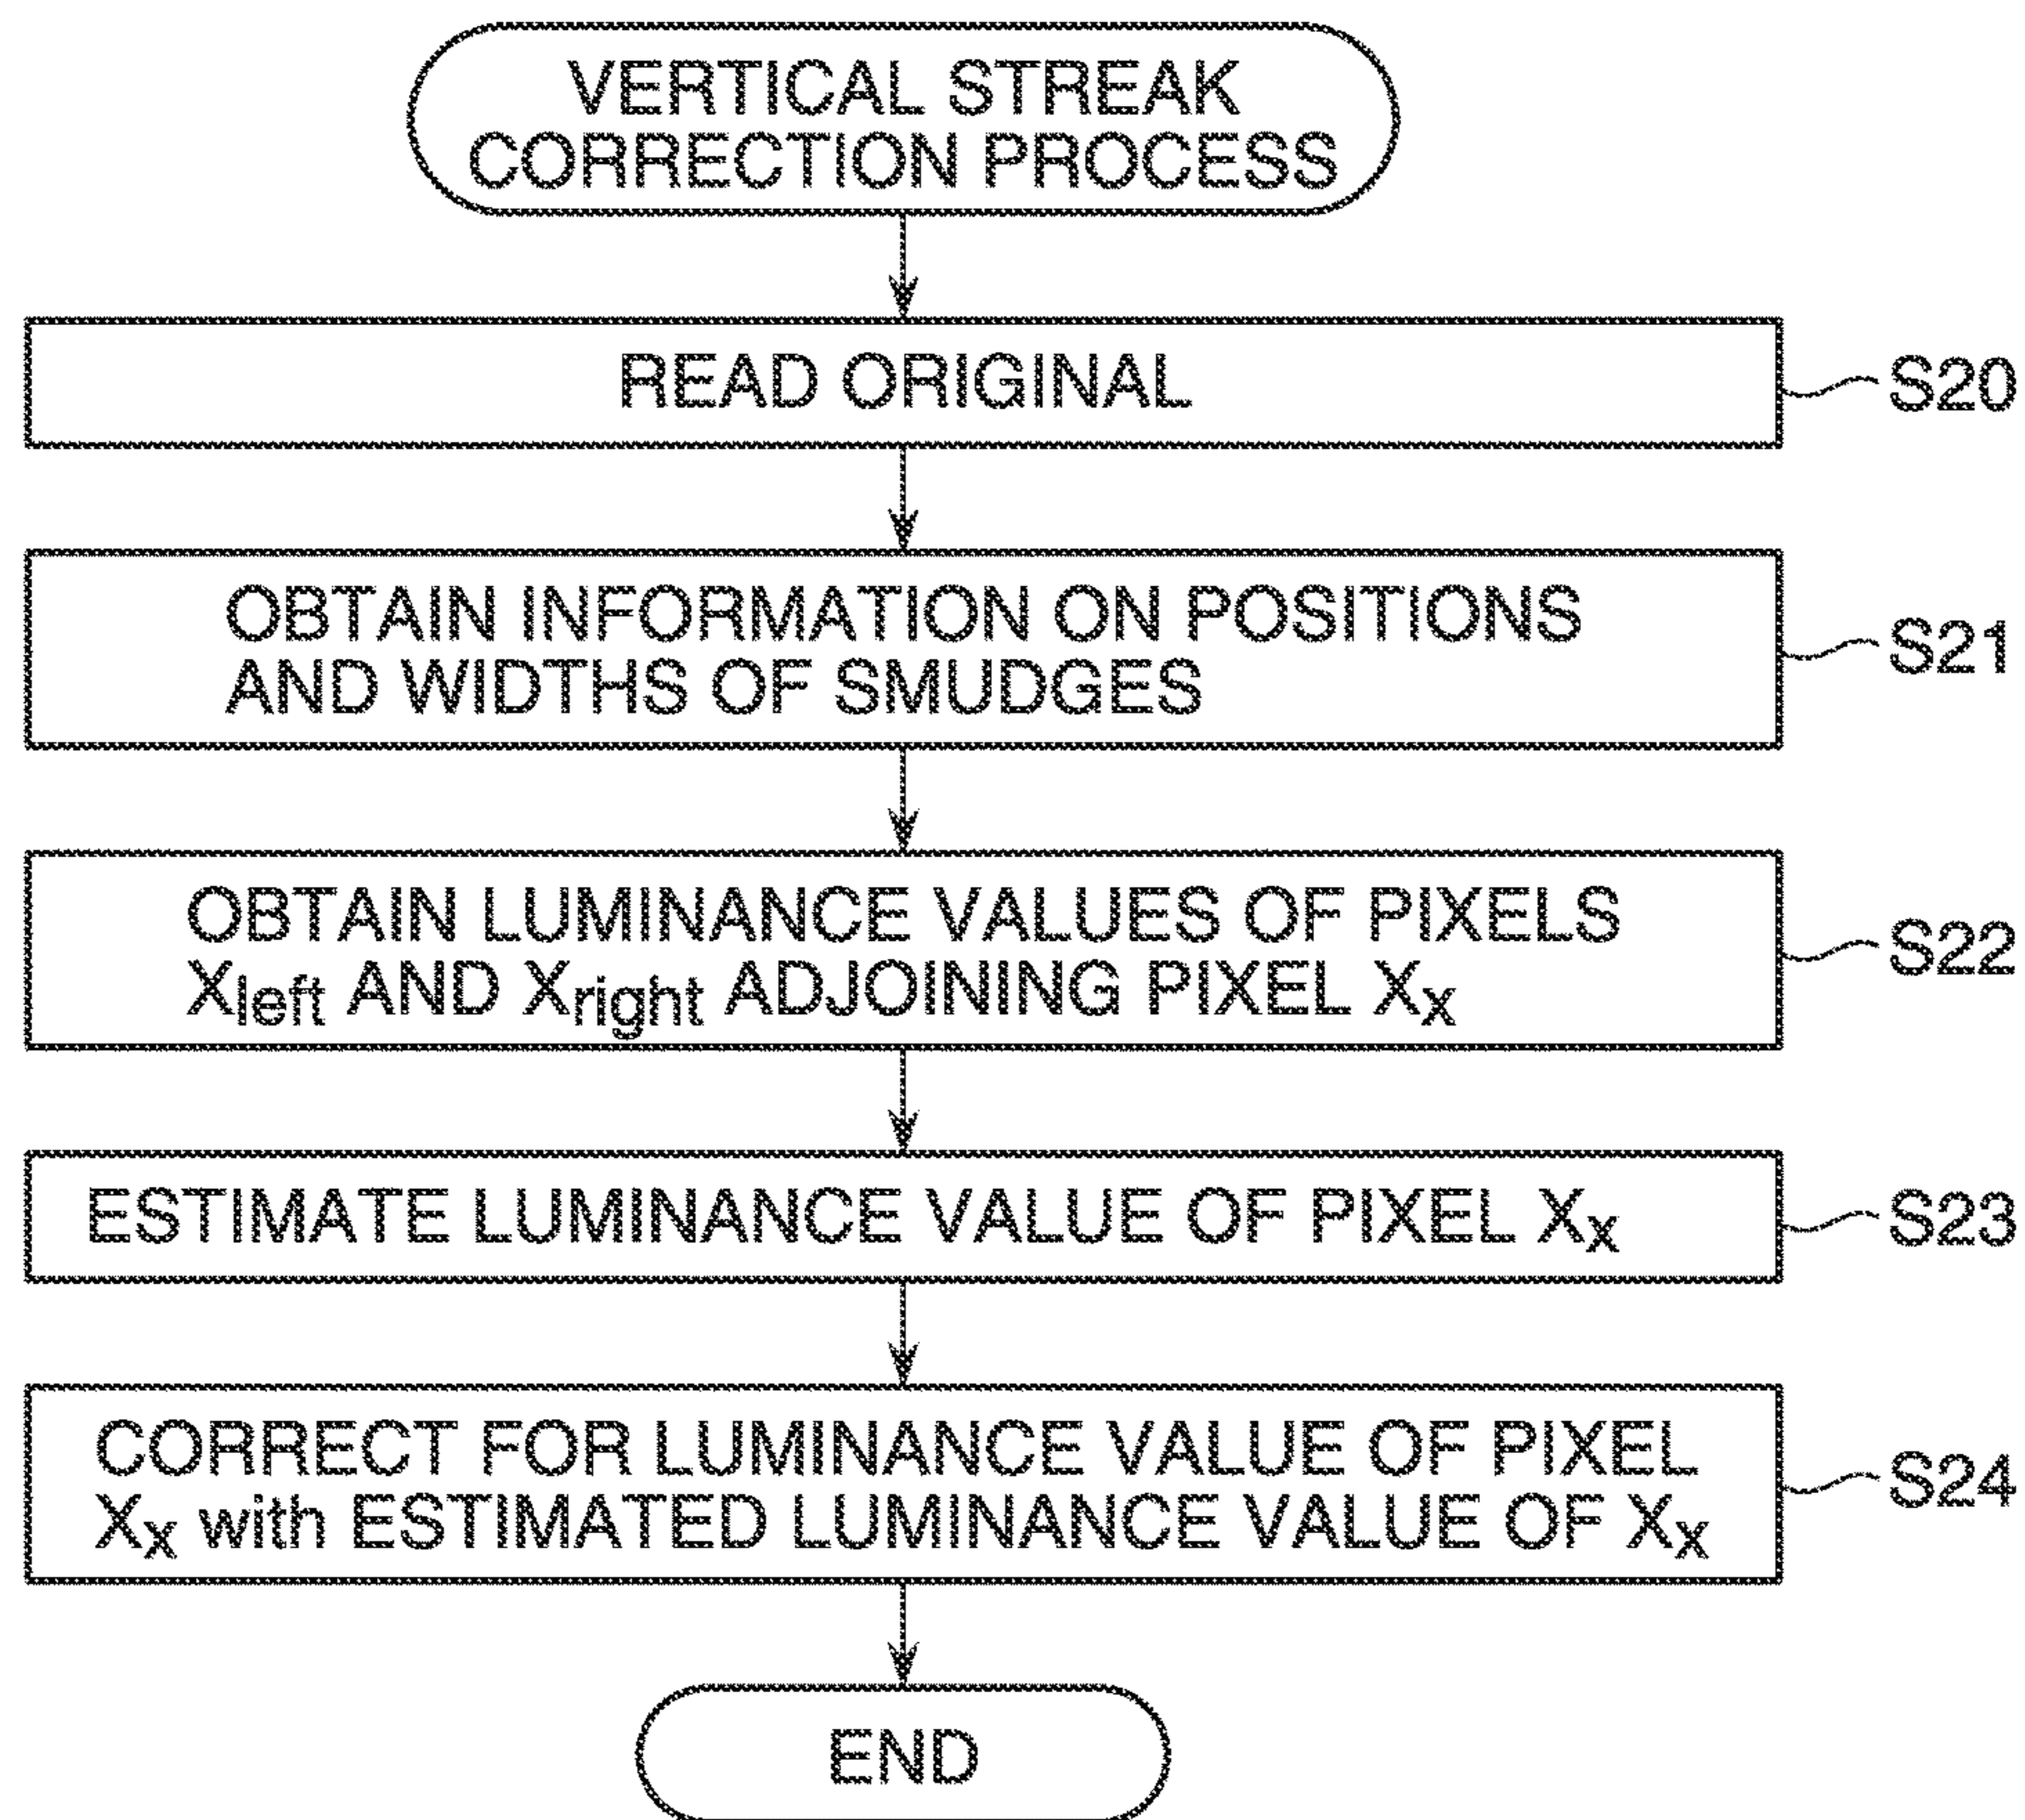 VERTICAL STREAK
CORRECTION PROCESS
READ ORIGINAL
S20
OBTAIN INFORMATION ON POSITIONS
AND WIDTHS OF SMUDGES
S21
OBTAIN LUMINANCE VALUES OF PIXELS
Xleft AND Xright ADJOINING PIXEL Xx
S22
ESTIMATE LUMINANCE VALUE OF PIXEL Xx
S23
CORRECT FOR LUMINANCE VALUE OF PIXEL
Xx with ESTIMATED LUMINANCE VALUE OF Xx
S24
END